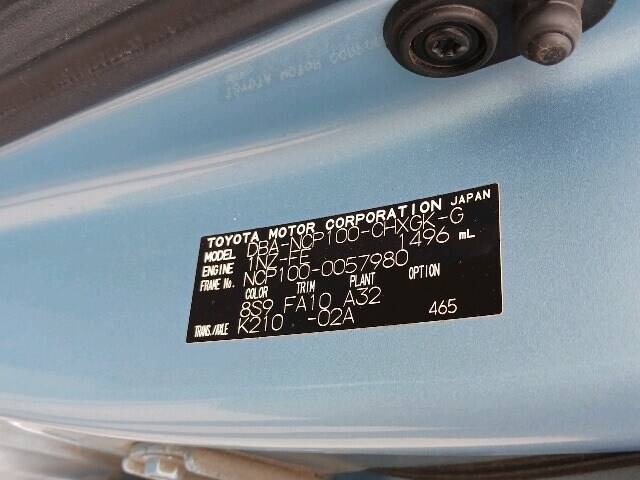 TOYOTA MOTOR CORPORATION JAPAN
MODEL DBA-NCP100-CHXGK-G
ENGINE 1NZ-FE 1496 mL
FRAME No. NCP100-0057980
COLOR TRIM PLANT OPTION
8S9 FA10 A32
TRANS./AXLE K210 -02A 465